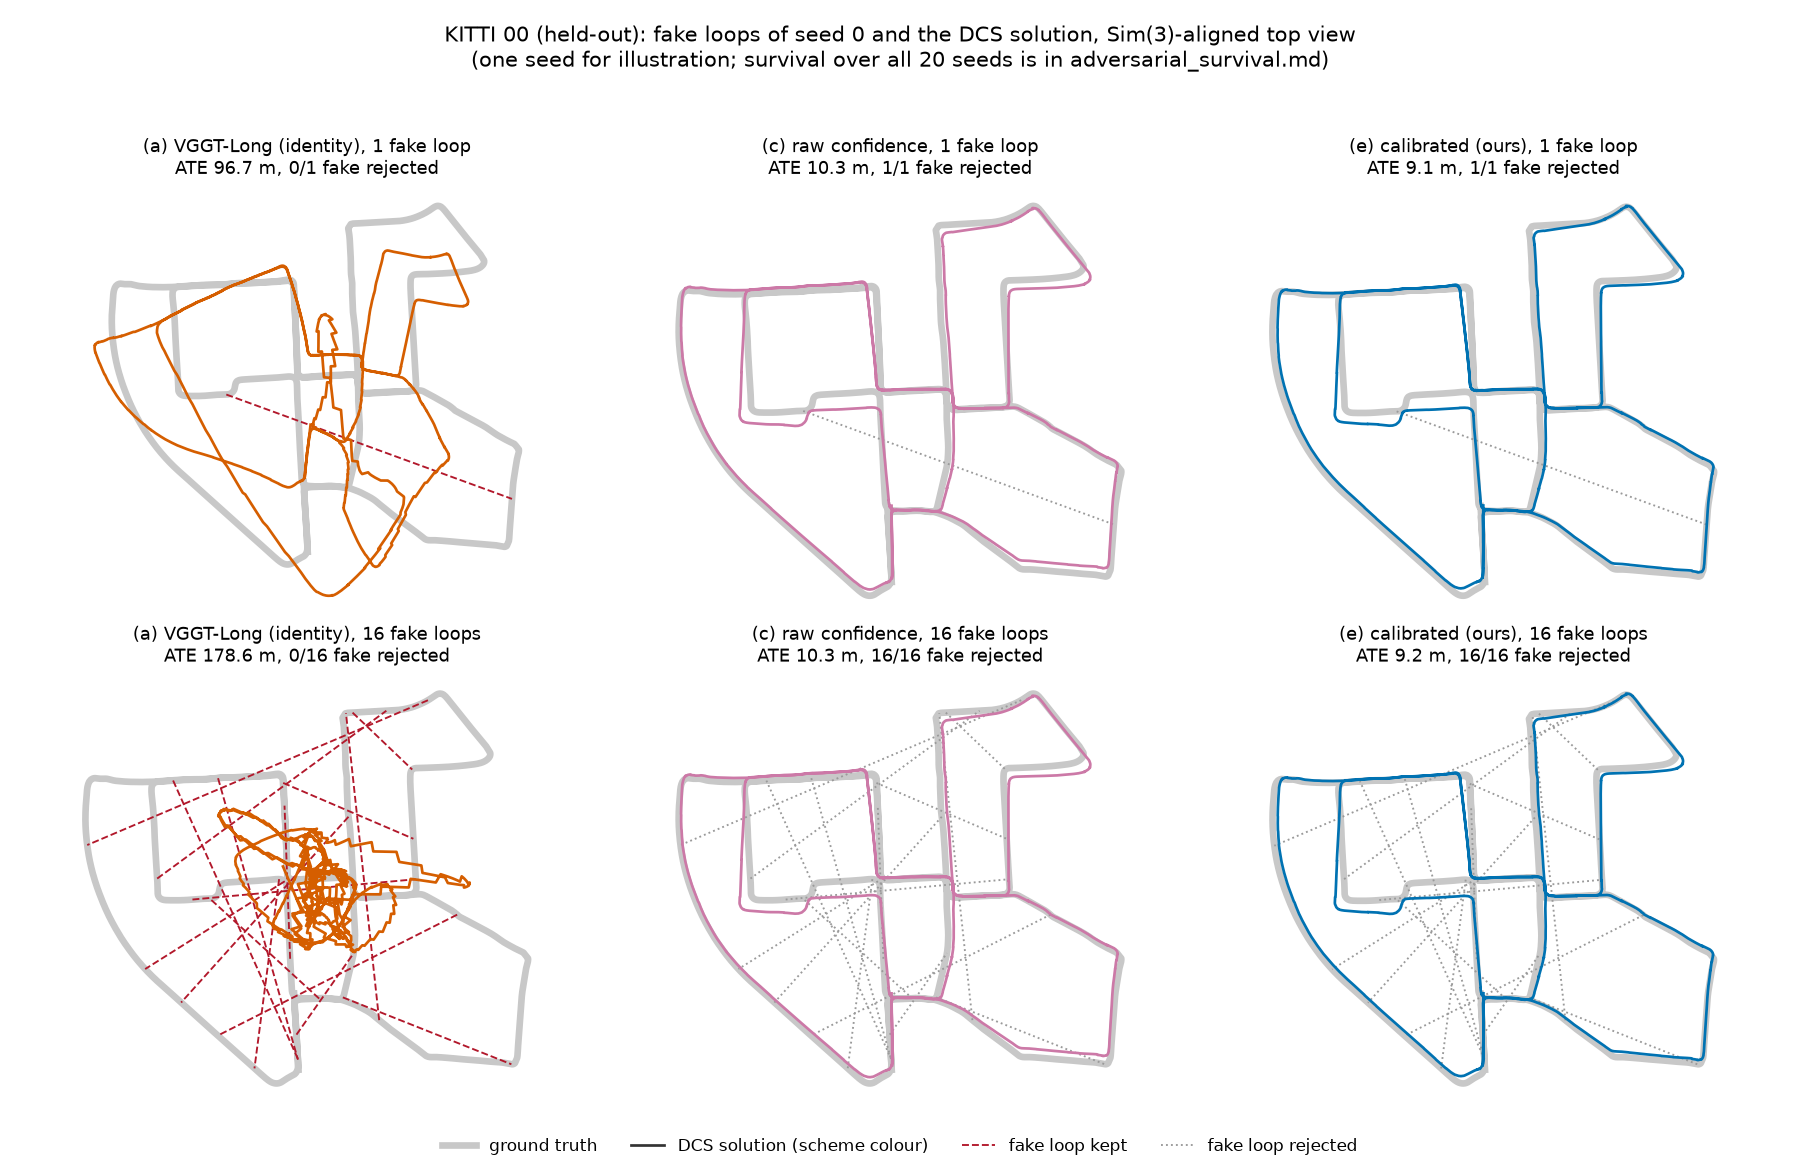 KITTI 00 (held-out): fake loops of seed 0 and the DCS solution, Sim(3)-aligned top view
(one seed for illustration; survival over all 20 seeds is in adversarial_survival.md)
(a) VGGT-Long (identity), 1 fake loop
ATE 96.7 m, 0/1 fake rejected
(c) raw confidence, 1 fake loop
ATE 10.3 m, 1/1 fake rejected
(e) calibrated (ours), 1 fake loop
ATE 9.1 m, 1/1 fake rejected
(a) VGGT-Long (identity), 16 fake loops
ATE 178.6 m, 0/16 fake rejected
(c) raw confidence, 16 fake loops
ATE 10.3 m, 16/16 fake rejected
(e) calibrated (ours), 16 fake loops
ATE 9.2 m, 16/16 fake rejected
ground truth
DCS solution (scheme colour)
fake loop kept
fake loop rejected